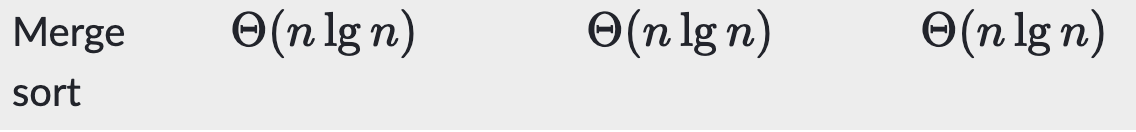 Merge Θ(n lg n) Θ(n lg n) Θ(n lg n)
sort